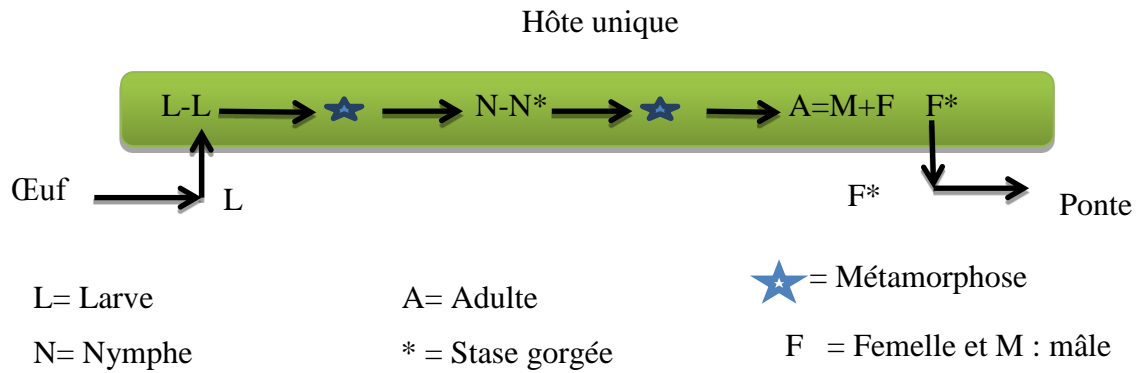 Hôte unique
L-L N-N* A=M+F F*
Œuf L F* Ponte
L= Larve A= Adulte = Métamorphose
N= Nymphe * = Stase gorgée F = Femelle et M : mâle